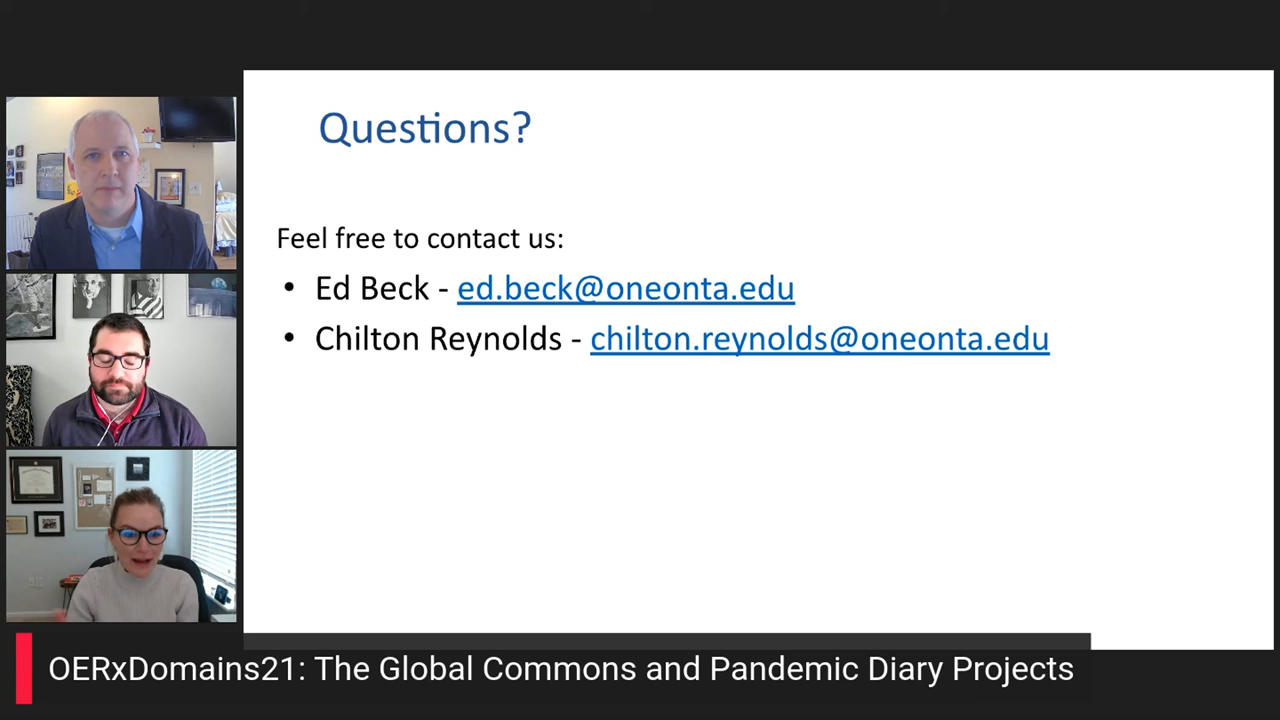 Questions?
Feel free to contact us:
• Ed Beck - ed.beck@oneonta.edu
• Chilton Reynolds - chilton.reynolds@oneonta.edu
OERxDomains21: The Global Commons and Pandemic Diary Projects